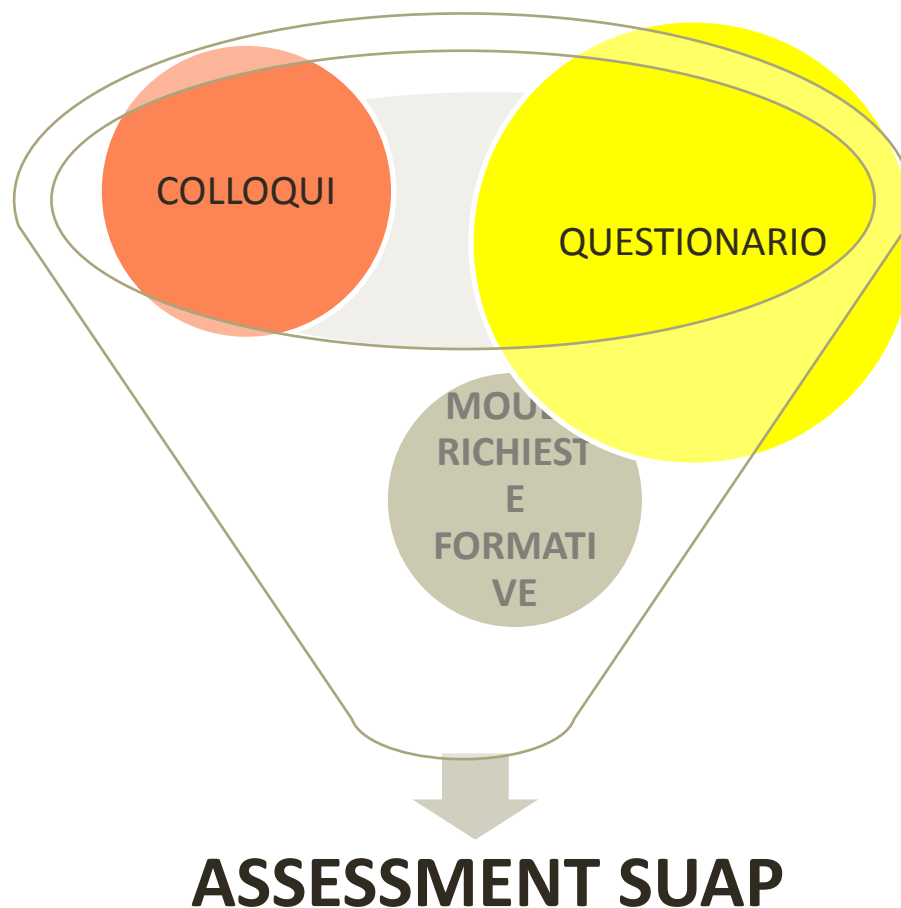 COLLOQUI
QUESTIONARIO
RICHIEST
E
FORMATI
VE
ASSESSMENT SUAP